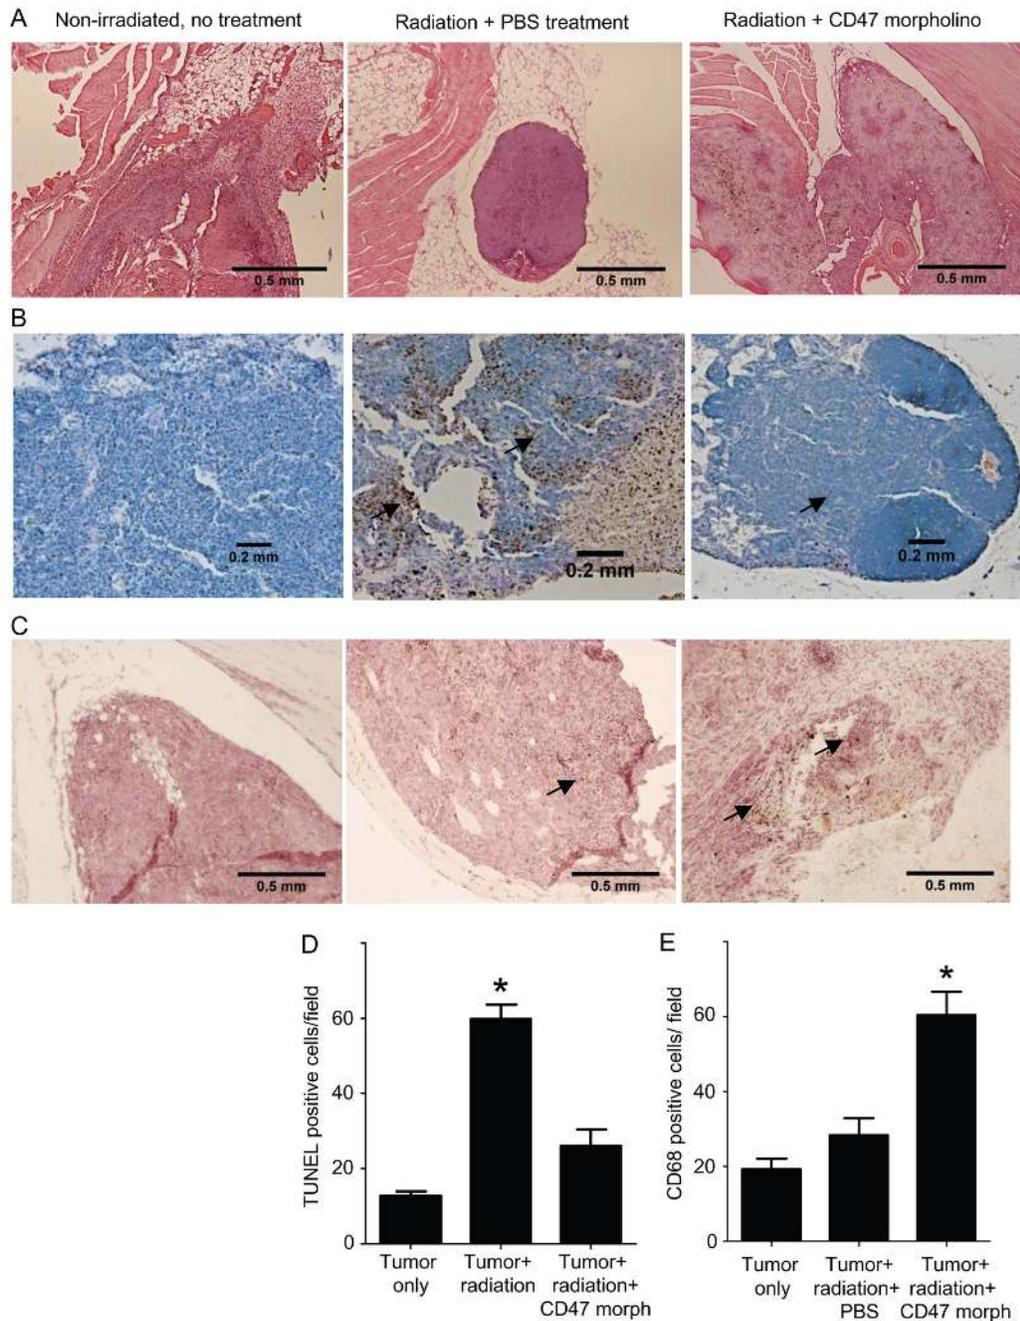 A
Non-irradiated, no treatment
Radiation + PBS treatment
Radiation + CD47 morpholino
0.5 mm
0.5 mm
0.5 mm
B
0.2 mm
0.2 mm
0.2 mm
C
0.5 mm
0.5 mm
0.5 mm
D
TUNEL positive cells/field
60
40
20
0
*
Tumor
only
Tumor+
radiation
Tumor+
radiation+
CD47 morph
E
CD68 positive cells/ field
60
40
20
0
*
Tumor
only
Tumor+
radiation+
PBS
Tumor+
radiation+
CD47 morph